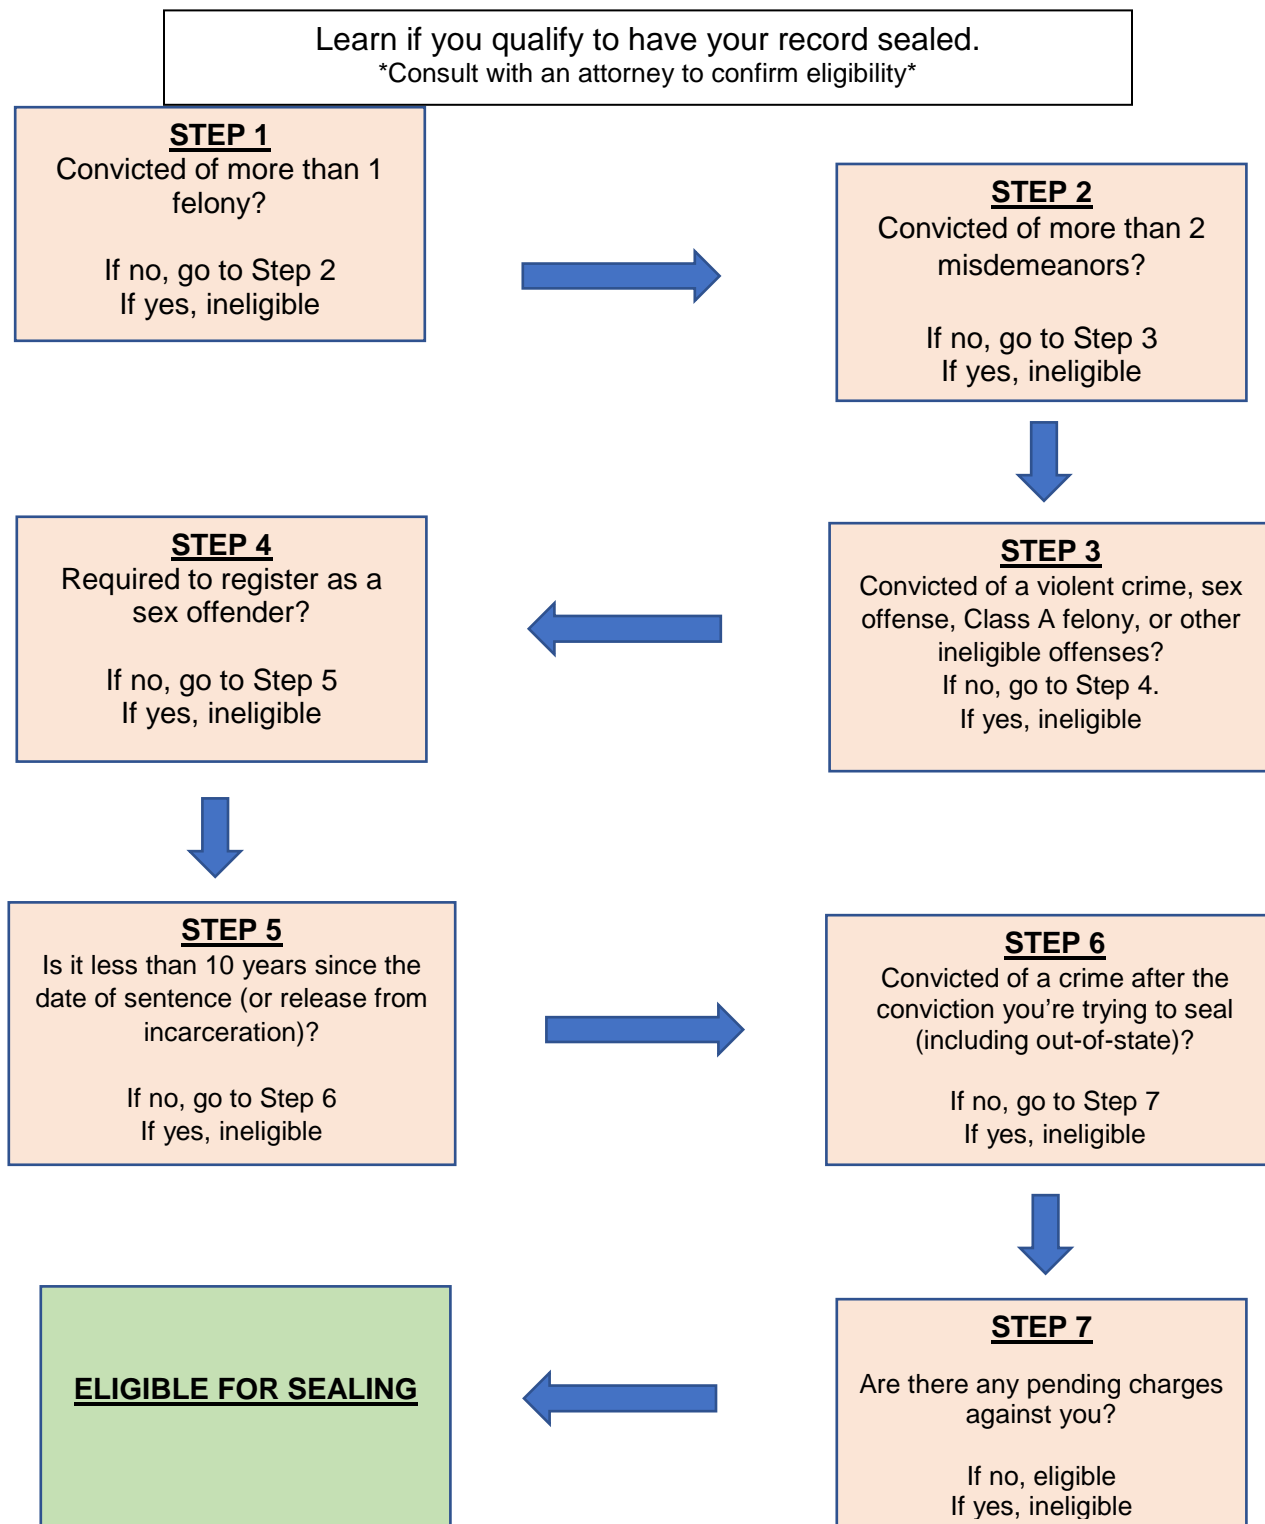 Learn if you qualify to have your record sealed.
*Consult with an attorney to confirm eligibility*
STEP 1
Convicted of more than 1
felony?
If no, go to Step 2
If yes, ineligible
STEP 2
Convicted of more than 2
misdemeanors?
If no, go to Step 3
If yes, ineligible
STEP 3
Convicted of a violent crime, sex
offense, Class A felony, or other
ineligible offenses?
If no, go to Step 4.
If yes, ineligible
STEP 4
Required to register as a
sex offender?
If no, go to Step 5
If yes, ineligible
STEP 5
Is it less than 10 years since the
date of sentence (or release from
incarceration)?
If no, go to Step 6
If yes, ineligible
STEP 6
Convicted of a crime after the
conviction you’re trying to seal
(including out-of-state)?
If no, go to Step 7
If yes, ineligible
STEP 7
Are there any pending charges
against you?
If no, eligible
If yes, ineligible
ELIGIBLE FOR SEALING